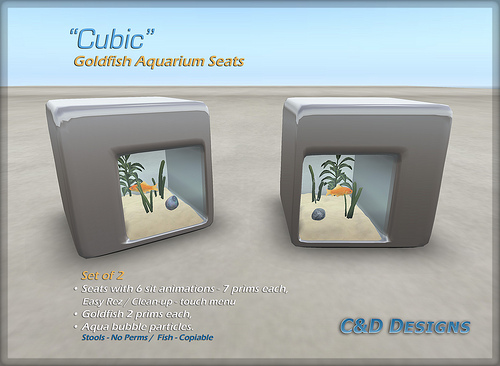 "Cubic"
Goldfish Aquarium Seats
Set of 2
• Seats with 6 sit animations - 7 prims each,
Easy Rez / Clean-up - touch menu
• Goldfish 2 prims each,
• Aqua bubble particles.
Stools - No Perms / Fish - Copiable
C&D Designs